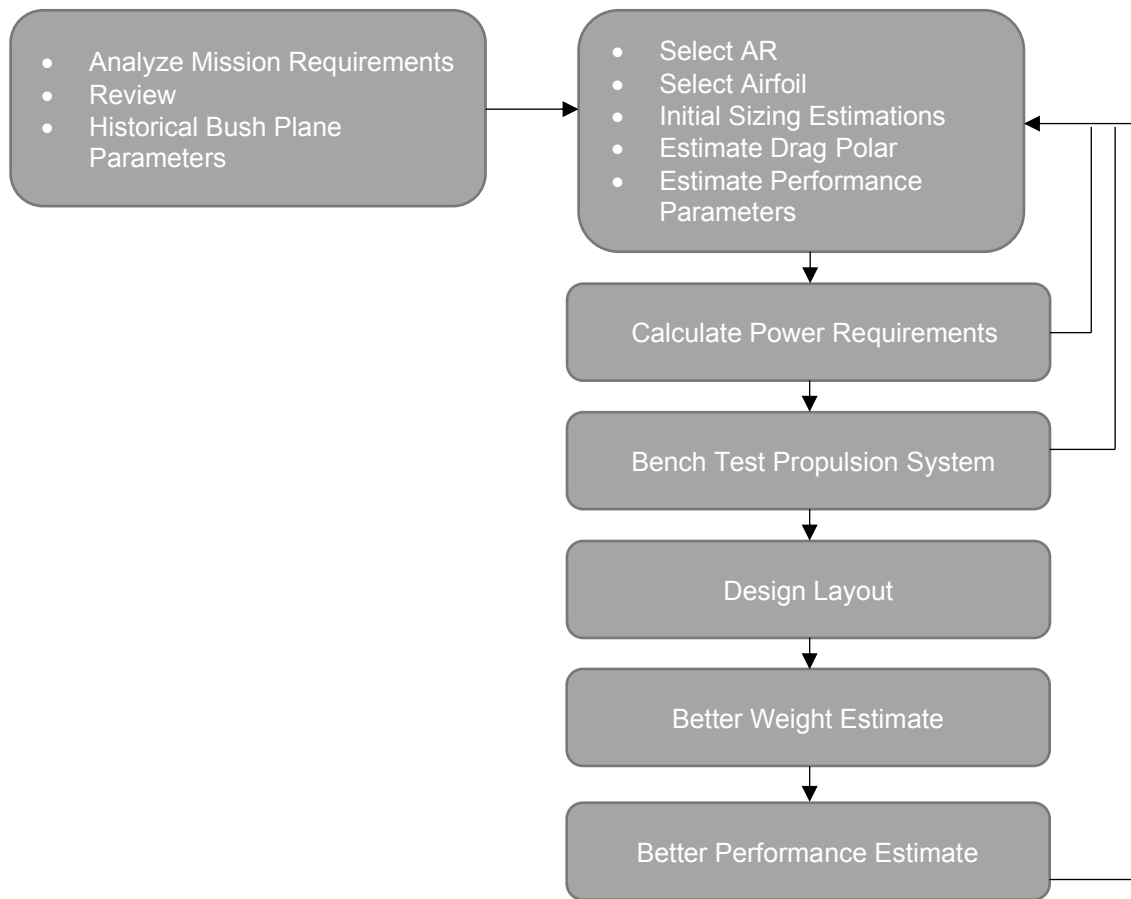 • Analyze Mission Requirements
• Review
• Historical Bush Plane
Parameters
• Select AR
• Select Airfoil
• Initial Sizing Estimations
• Estimate Drag Polar
• Estimate Performance
Parameters
Calculate Power Requirements
Bench Test Propulsion System
Design Layout
Better Weight Estimate
Better Performance Estimate